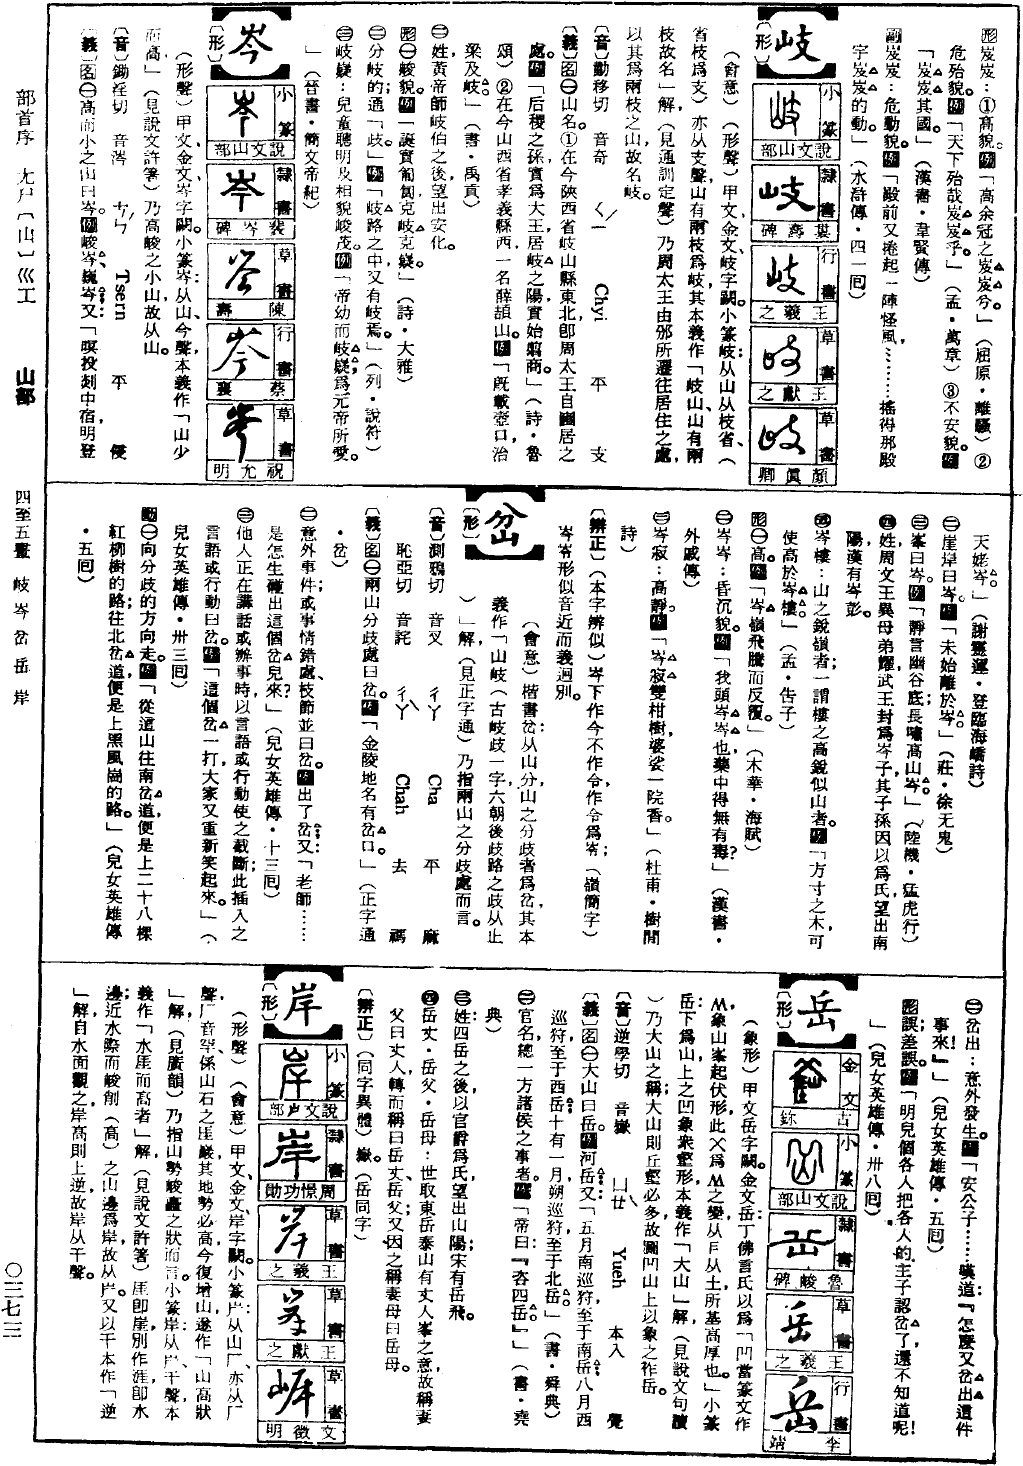 形岌岌：①高貌。例「高余冠之岌岌兮。」（屈原・離騷）②
危殆貌。例「天下殆哉岌岌乎。」（孟・萬章）③不安貌。例
「岌岌其國。」（漢書・韋賢傳）
副岌岌：危動貌。例「殿前又捲起一陣怪風，………搖得那殿
宇岌岌的動。」（水滸傳・四一回）
岐
〔形〕
小篆
說文山部
隸書
行書
王羲之
草書
王獻之
草書
顏眞卿
（會意）（形聲）甲文、金文、岐字闕。小篆岐：从山从枝省、（
省枝爲支）亦从支聲，山有兩枝爲岐，其本義作「岐山，山有兩
枝故名」解（見通訓定聲）乃周太王由邠所遷往居住之處，
以其爲兩枝之山故名岐。
〔音〕勤移切　音奇　ㄑㄧˊ　Chyi　平　支
〔義〕名㊀山名。①在今陝西省岐山縣東北，卽周太王自豳居之
處。例「后稷之孫，實爲大王，居岐之陽，實始翦商。」（詩・魯
頌）②在今山西省孝義縣西，一名薛頡山。例「旣載壺口，治
梁及岐。」（書・禹貢）
㊁姓，黃帝師岐伯之後，望出安化。
形㊀峻貌。例「誕實匍匐，克岐克嶷。」（詩・大雅）
㊁分岐的；通「歧。」例「岐路之中，又有岐焉。」（列・說符）
㊂岐嶷：兒童聰明及相貌峻茂。例「帝幼而岐嶷，爲元帝所愛。
」（晉書・簡文帝紀）
岑
〔形〕
小篆
說文山部
隸書
裴岑碑
草書
陳壽
行書
蔡襄
草書
祝允明
（形聲）甲文、金文、岑字闕。小篆岑：从山、今聲，本義作「山少
而高」（見說文許箸）乃高峻之小山，故从山。
〔音〕鋤荏切　音涔　ㄘㄣˊ　Tsern　平　侵
〔義〕名㊀高而小之山曰岑。例峻岑；巍岑；又「暝投剡中宿，明登
天姥岑。」（謝靈運・登臨海嶠詩）
㊁崖岸曰岑。例「未始離於岑。」（莊・徐无鬼）
㊂峯曰岑。例「靜言幽谷底，長嘯高山岑。」（陸機・猛虎行）
㊃姓，周文王異母弟耀，武王封爲岑子，其子孫因以爲氏，望出南
陽，漢有岑彭。
㊄岑樓：山之銳嶺者；一謂樓之高銳似山者。例「方寸之木，可
使高於岑樓。」（孟・告子）
形㊀高。例「岑嶺飛騰而反覆。」（木華・海賦）
㊁岑岑：昏沉貌。例「我頭岑岑也，藥中得無有毒？」（漢書・
外戚傳）
㊂岑寂：高靜。例「岑寂雙柑樹，婆娑一院香。」（杜甫・樹間
詩）
〔辨正〕（本字辨似）岑下作今不作令，作令爲岺；（嶺簡字）
岑岺形似音近而義迥別。
岔
〔形〕
（會意）楷書岔：从山分，山之分歧者爲岔，其本
義作「山歧（古岐歧一字，六朝後歧路之歧从止
）」解（見正字通）乃指兩山之分歧處而言。
〔音〕測鴉切　音叉　ㄔㄚ　Cha　平　麻
恥亞切　音詫　ㄔㄚˋ　Chah　去　禡
〔義〕名㊀兩山分歧處曰岔。例「金陵地名有岔口。」（正字通
・岔）
㊁意外事件；或事情錯處、枝節並曰岔。例出了岔；又「老師……
是怎生碰出這個岔兒來？」（兒女英雄傳・十三回）
㊂他人正在講話或辦事時，以言語或行動使之截斷；此插入之
言語或行動曰岔。例「這個岔一打，大家又重新笑起來。」（
兒女英雄傳・卅三回）
動㊀向分歧的方向走。例「從這山往南岔道，便是上二十八棵
紅柳樹的路；往北岔道，便是上黑風崗的路。」（兒女英雄傳
・五回）
㊁岔出：意外發生。例「安公子……嘆道：『怎麼又岔出這件
事來！』」（兒女英雄傳・五回）
形誤；差誤。例「明兒個各人把各人的主子認岔了，還不知道呢！
」（兒女英雄傳・卅八回）
岳
〔形〕
金文
古鉨
小篆
說文山部
隸書
魯峻碑
草書
王羲之
行書
李靖
（象形）甲文岳字闕。金文岳：丁佛言氏以爲「凹當篆文作
象山峯起伏形，此爲之變，从𠂤从土，所基高厚也。」小篆
岳：下爲山，上之凹象衆壑形，本義作「大山」解（見說文句讀
）乃大山之稱，大山則丘壑必多，故圖凹山上以象之作岳。
〔音〕逆學切　音嶽　ㄩㄝˋ　Yueh　本入　覺
〔義〕名㊀大山曰岳。例河岳；又「五月南巡狩，至于南岳，八月西
巡狩，至于西岳，十有一月朔巡狩，至于北岳。」（書・舜典）
㊁官名，總一方諸侯之事者。例「帝曰：『咨四岳。』」（書・堯
典）
㊂姓；四岳之後，以官爵爲氏，望出山陽，宋有岳飛。
㊃岳丈・岳父・岳母：世取東岳泰山有丈人峯之意，故稱妻
父曰丈人，轉而稱曰岳丈、岳父，又因之稱妻母曰岳母。
〔辨正〕（同字異體）嶽。（岳同字）
岸
〔形〕
小篆
說文屵部
隸書
周憬功勛
草書
王羲之
草書
王獻之
草書
文徵明
（形聲）（會意）甲文、金文、岸字闕。小篆屵：从山厂，亦从厂
聲，厂音罕，係山石之厓巖，其地勢必高，今復增山，遂作「山高狀
」解（見廣韻）乃指山勢峻矗之狀而言。小篆岸：从屵、干聲，本
義作「水厓而高者」解（見說文許箸）厓卽崖，別作涯，卽水
邊；近水際而峻削（高）之山邊爲岸，故从屵。又以干本作「逆
」解，自水面觀之，岸高則上逆，故岸从干聲。
部首序　尢尸〔山〕巛工　山部　四至五畫　岐岑岔岳岸　〇三七三